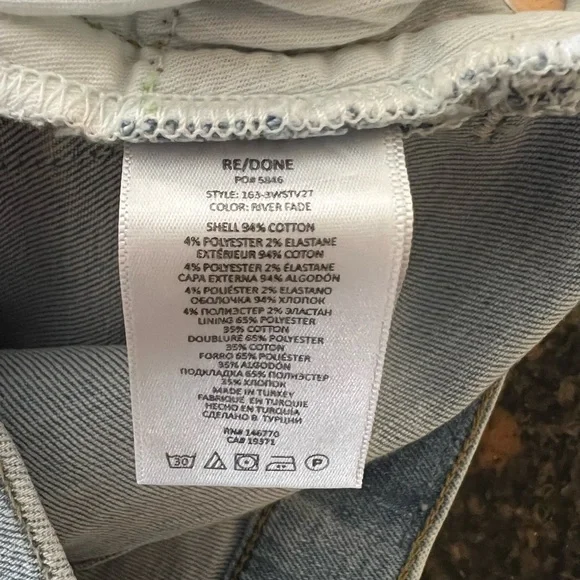 RE/DONE
PO# 5846
STYLE: 163-3WSTV27
COLOR: RIVER FADE
SHELL 94% COTTON
4% POLYESTER 2% ELASTANE
EXTÉRIEUR 94% COTON
4% POLYESTER 2% ÉLASTANE
CAPA EXTERNA 94% ALGODÓN
4% POLIÉSTER 2% ELASTANO
ОБОЛОЧКА 94% ХЛОПОК
4% ПОЛИЭСТЕР 2% ЭЛАСТАН
LINING 65% POLYESTER
35% COTTON
DOUBLURE 65% POLYESTER
35% COTON
FORRO 65% POLIÉSTER
35% ALGODÓN
ПОДКЛАДКА 65% ПОЛИЭСТЕР
35% ХЛОПОК
MADE IN TURKEY
FABRIQUE EN TURQUIE
HECHO EN TURQUÍA
СДЕЛАНО В ТУРЦИИ
RN# 146770
CA# 19371
30 P